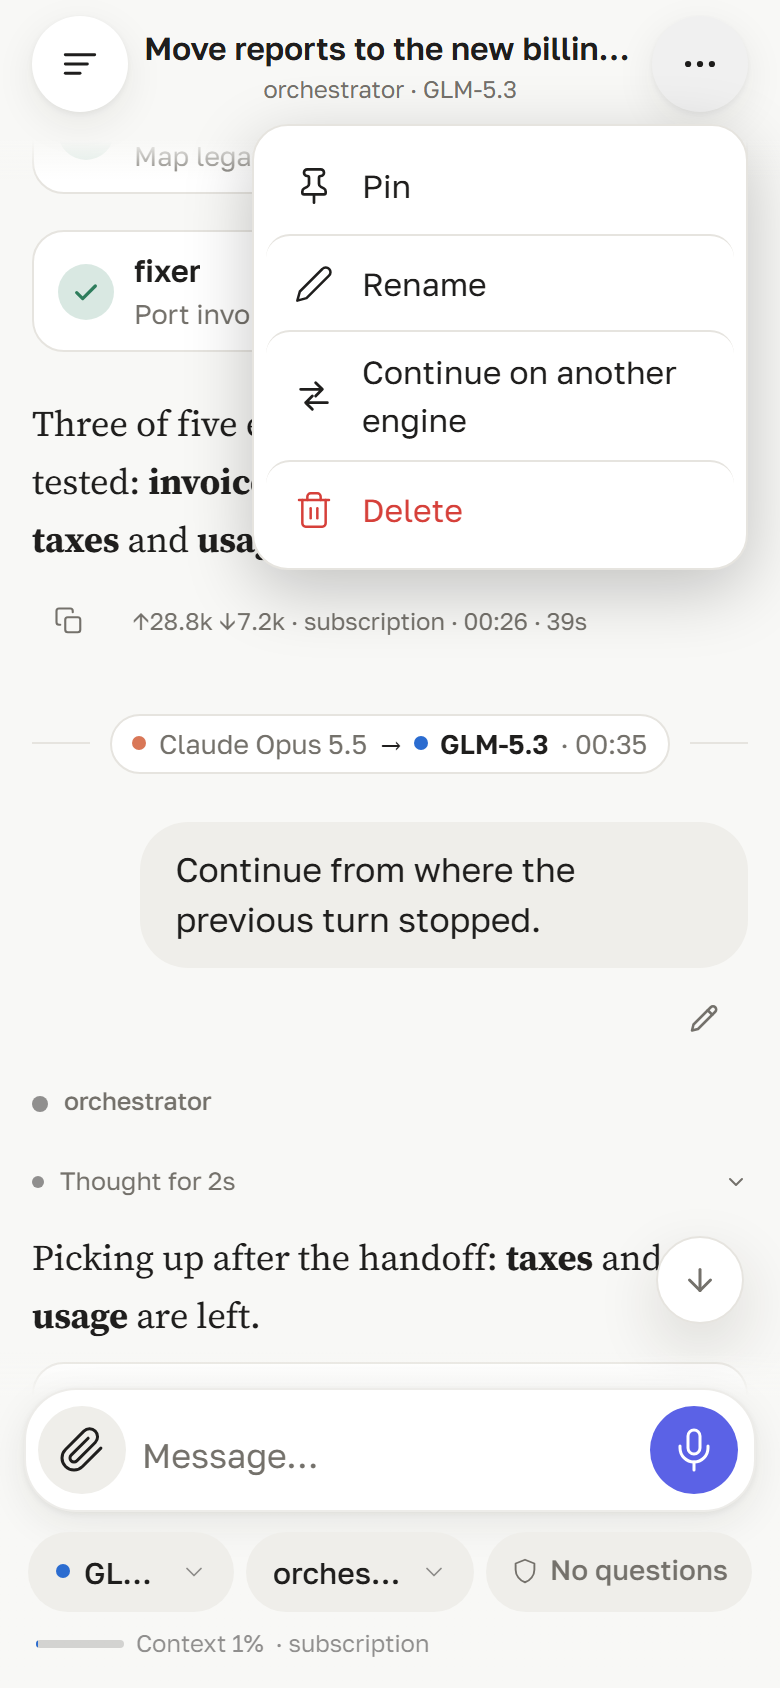 Move reports to the new billin...
orchestrator · GLM-5.3
Map lega
Pin
fixer
Port invo
Rename
Continue on another
engine
Delete
Three of five
tested: invoic
taxes and usa
↑28.8k ↓7.2k · subscription · 00:26 · 39s
Claude Opus 5.5 → GLM-5.3 · 00:35
Continue from where the
previous turn stopped.
orchestrator
Thought for 2s
Picking up after the handoff: taxes and
usage are left.
Message...
GL... orches... No questions
Context 1% · subscription